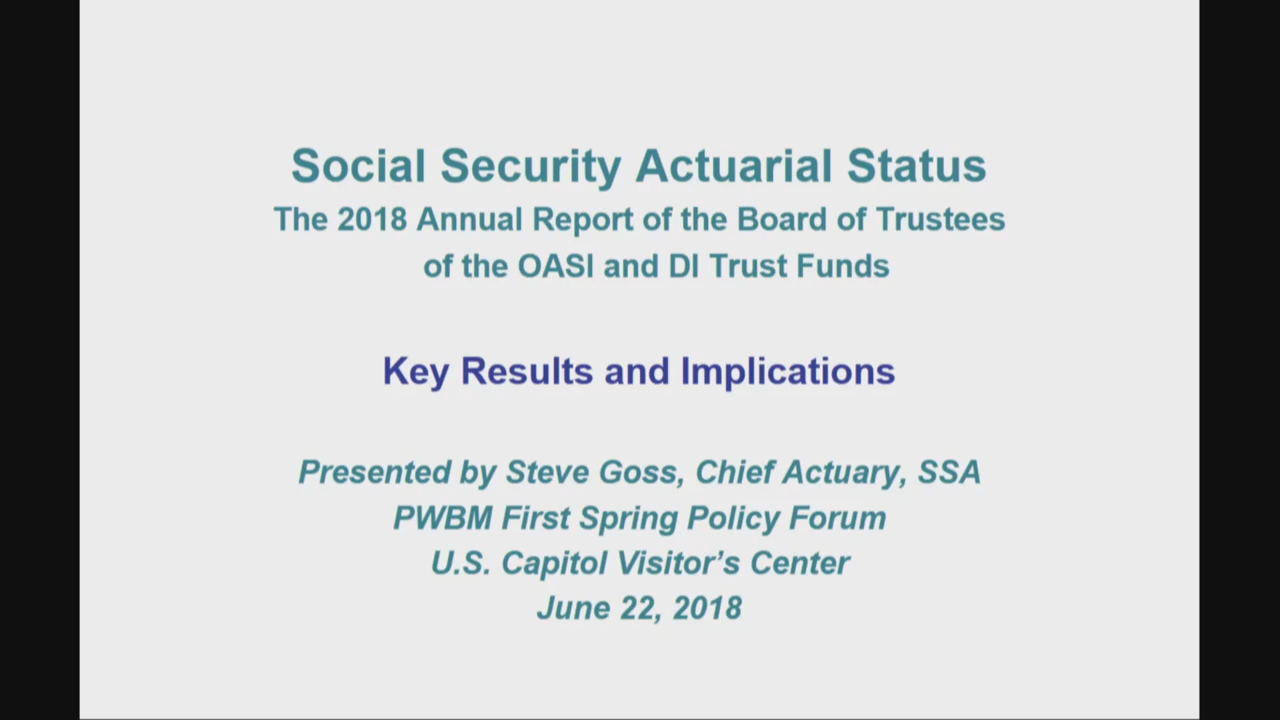 Social Security Actuarial Status
The 2018 Annual Report of the Board of Trustees
of the OASI and DI Trust Funds
Key Results and Implications
Presented by Steve Goss, Chief Actuary, SSA
PWBM First Spring Policy Forum
U.S. Capitol Visitor’s Center
June 22, 2018